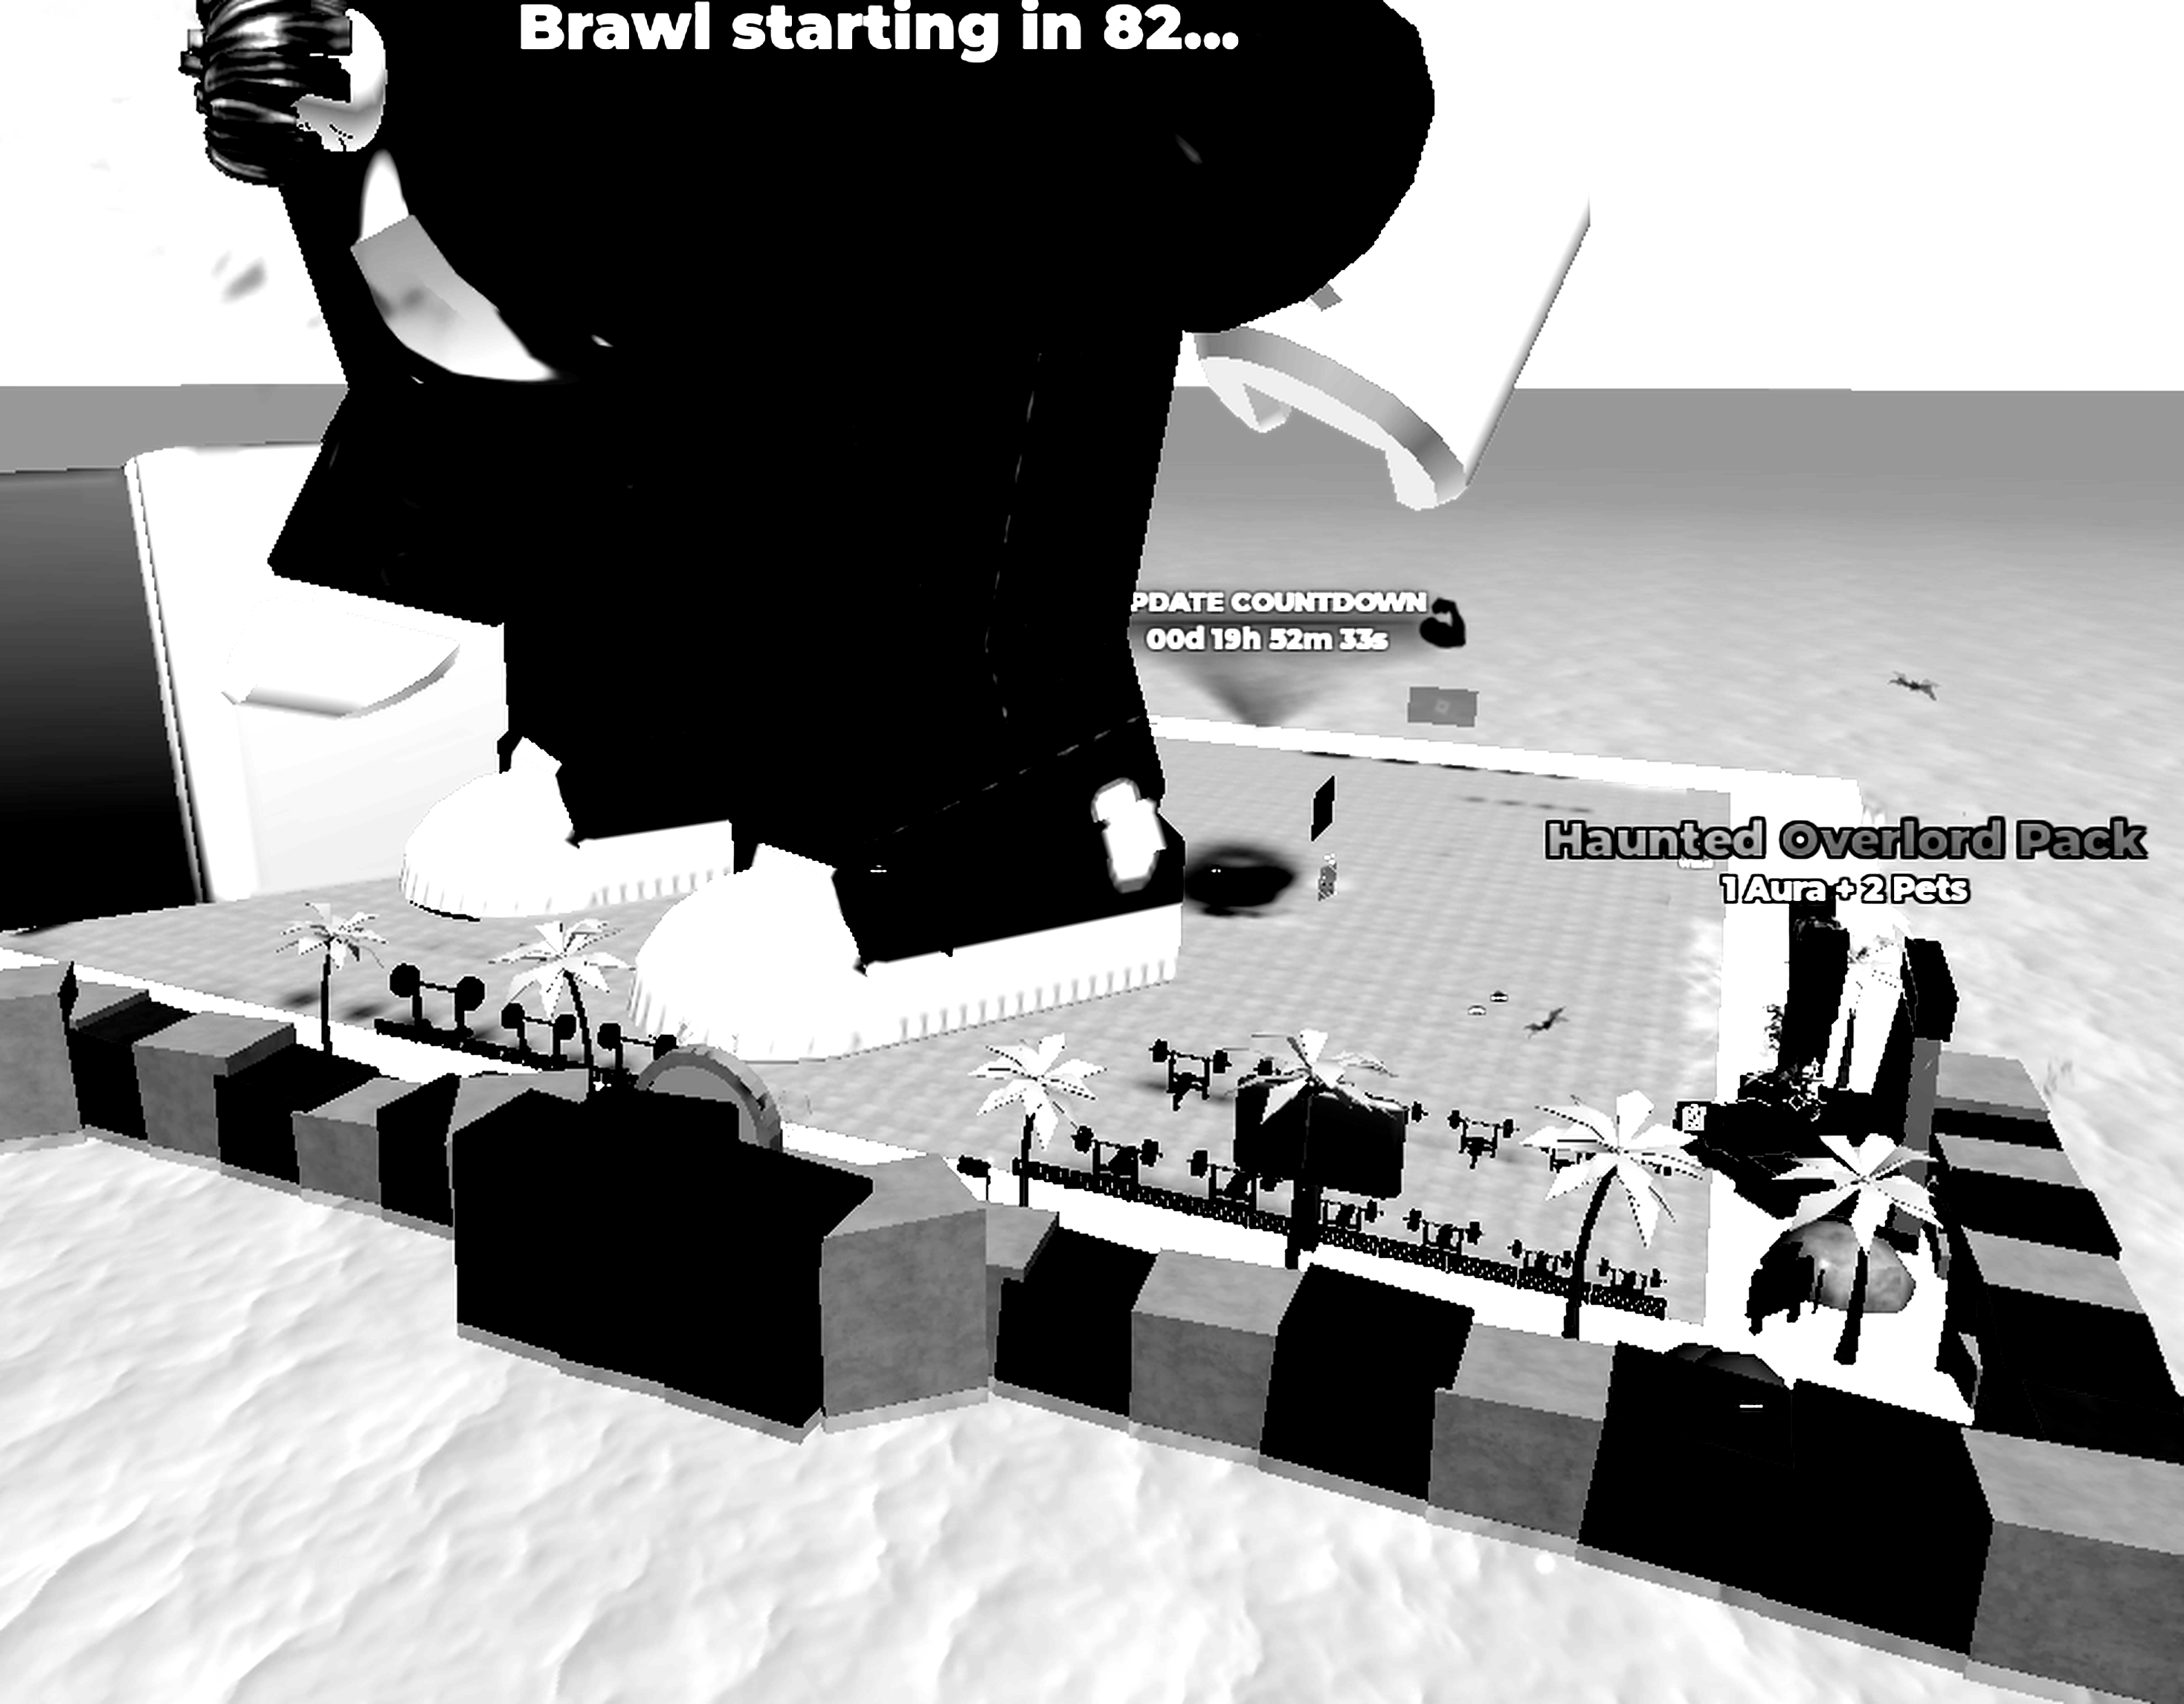 Brawl starting in 82...
PDATE COUNTDOWN
00d 19h 52m 33s
Haunted Overlord Pack
1 Aura + 2 Pets